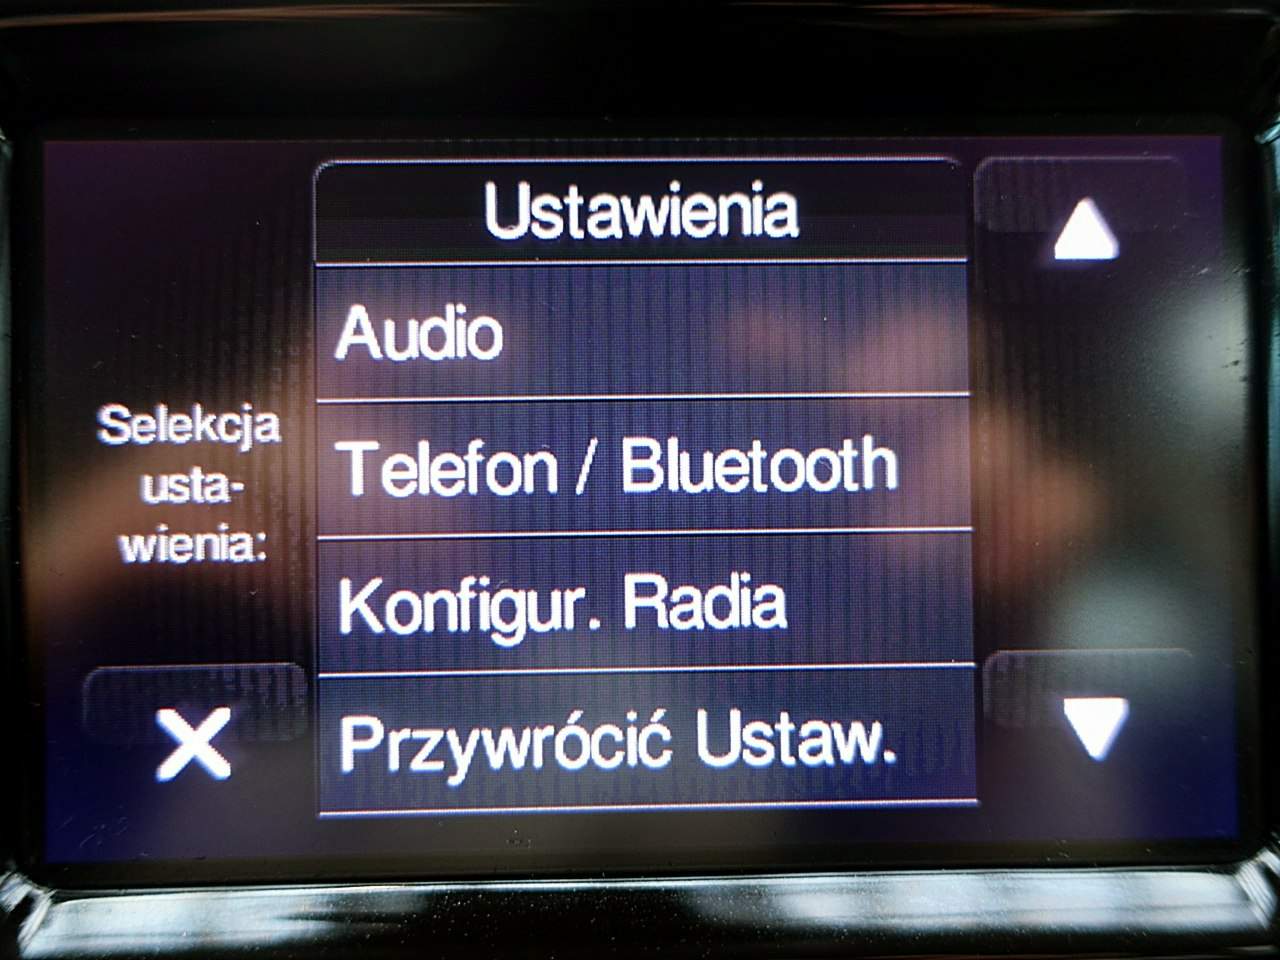 Ustawienia
Audio
Selekcja
usta-
wienia:
Telefon / Bluetooth
Konfigur. Radia
Przywrócić Ustaw.